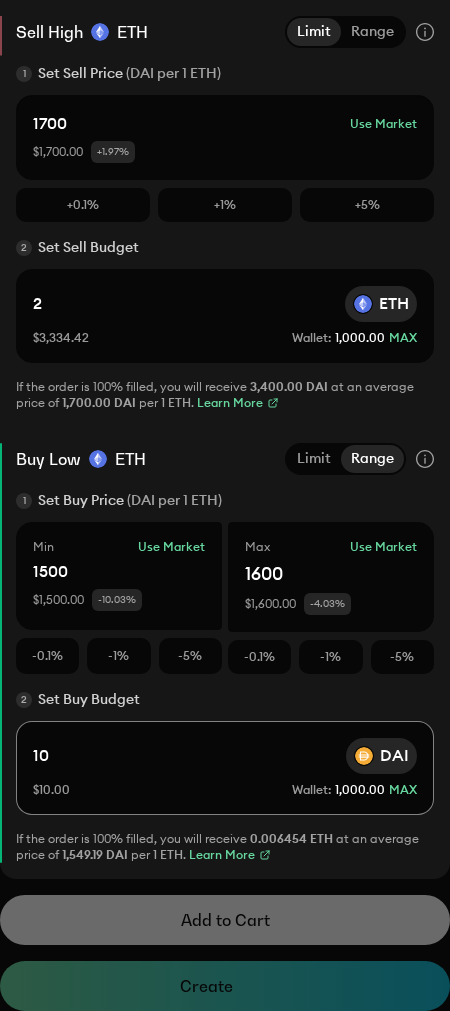 Sell High ETH Limit Range
1 Set Sell Price (DAI per 1 ETH)
1700 Use Market
$1,700.00 +1.97%
+0.1% +1% +5%
2 Set Sell Budget
2 ETH
$3,334.42 Wallet: 1,000.00 MAX
If the order is 100% filled, you will receive 3,400.00 DAI at an average
price of 1,700.00 DAI per 1 ETH. Learn More
Buy Low ETH Limit Range
1 Set Buy Price (DAI per 1 ETH)
Min Use Market Max Use Market
1500 1600
$1,500.00 -10.03% $1,600.00 -4.03%
-0.1% -1% -5% -0.1% -1% -5%
2 Set Buy Budget
10 DAI
$10.00 Wallet: 1,000.00 MAX
If the order is 100% filled, you will receive 0.006454 ETH at an average
price of 1,549.19 DAI per 1 ETH. Learn More
Add to Cart
Create